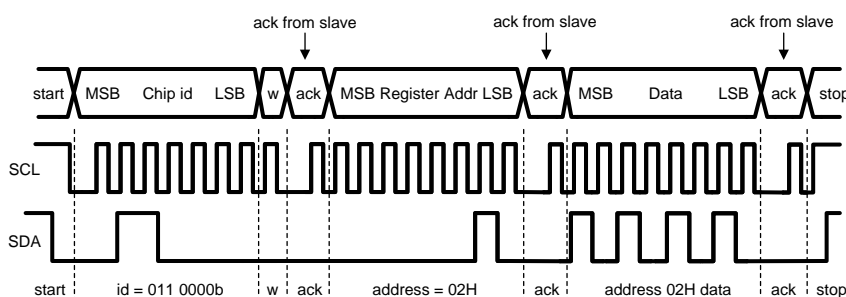 ack from slave ack from slave ack from slave
start MSB Chip id LSB w ack MSB Register Addr LSB ack MSB Data LSB ack stop
SCL
SDA
start id = 011 0000b w ack address = 02H ack address 02H data ack stop